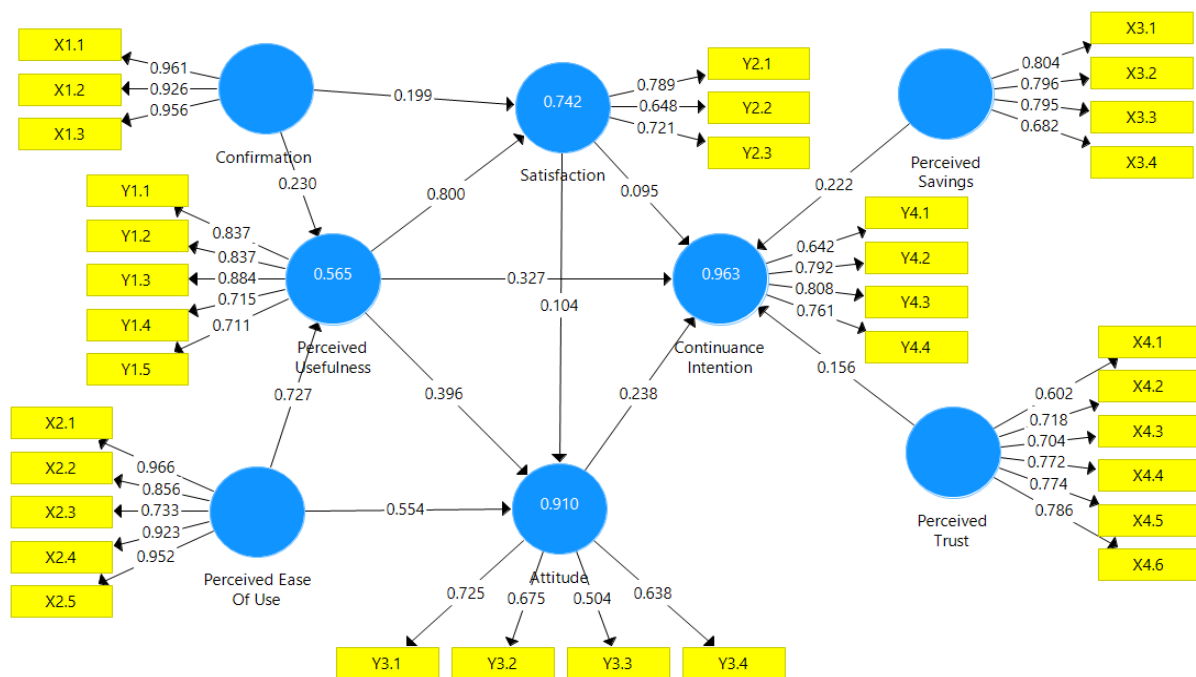 X1.1
X1.2
X1.3
0.961
0.926
0.956
Confirmation
0.199
0.230
0.742
Satisfaction
0.789
0.648
0.721
Y2.1
Y2.2
Y2.3
0.800
0.095
0.104
Perceived
Savings
0.804
0.796
0.795
0.682
X3.1
X3.2
X3.3
X3.4
0.222
Y1.1
Y1.2
Y1.3
Y1.4
Y1.5
0.837
0.837
0.884
0.715
0.711
0.565
Perceived
Usefulness
0.327
0.396
0.963
Continuance
Intention
0.642
0.792
0.808
0.761
Y4.1
Y4.2
Y4.3
Y4.4
0.727
0.238
0.156
X2.1
X2.2
X2.3
X2.4
X2.5
0.966
0.856
0.733
0.923
0.952
Perceived Ease
Of Use
0.554
0.910
Attitude
0.725
0.675
0.504
0.638
Y3.1
Y3.2
Y3.3
Y3.4
Perceived
Trust
0.602
0.718
0.704
0.772
0.774
0.786
X4.1
X4.2
X4.3
X4.4
X4.5
X4.6